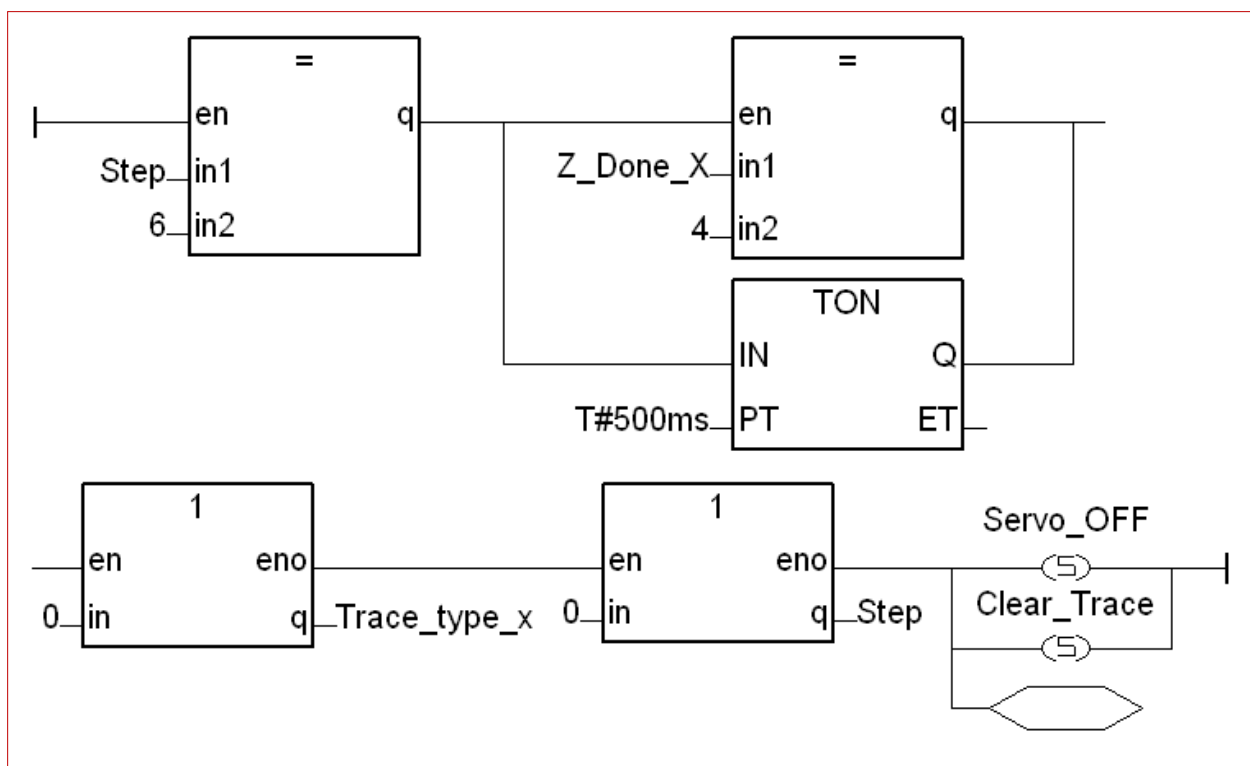 = =
en q en q
Step in1 Z_Done_X in1
6 in2 4 in2
TON
IN Q
T#500ms PT ET
1 1
Servo_OFF
en eno en eno
S
0 in q Trace_type_x 0 in q Step
Clear_Trace
S